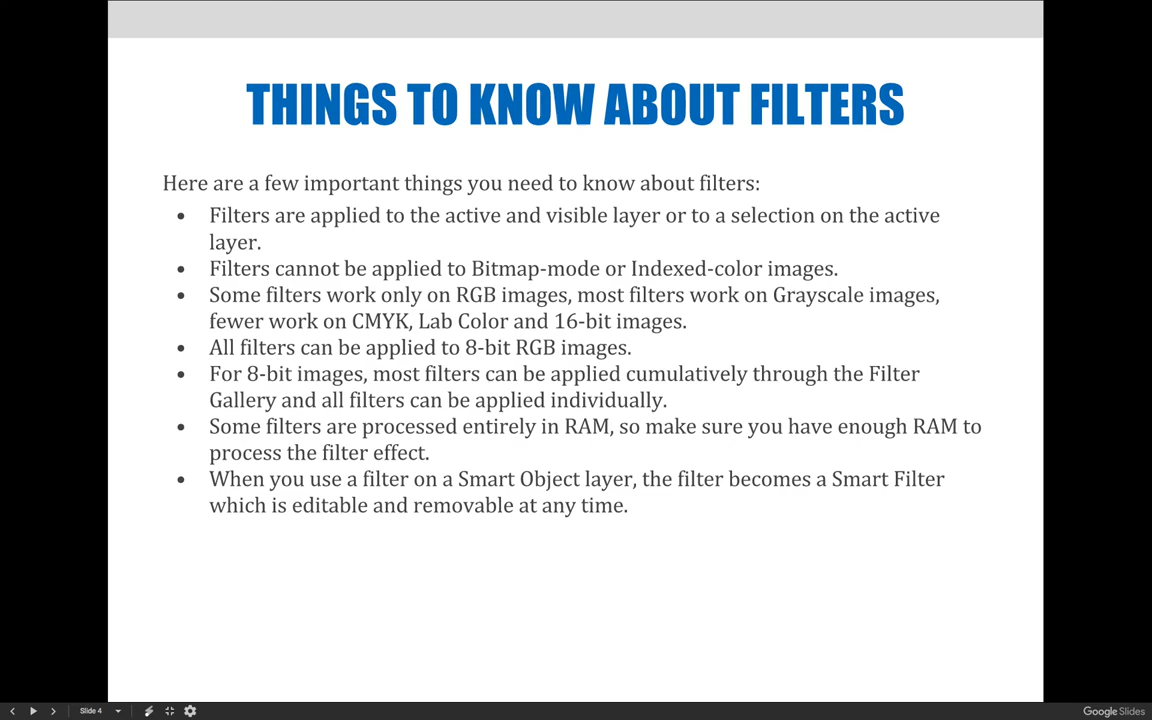 THINGS TO KNOW ABOUT FILTERS
Here are a few important things you need to know about filters:
• Filters are applied to the active and visible layer or to a selection on the active
layer.
• Filters cannot be applied to Bitmap-mode or Indexed-color images.
• Some filters work only on RGB images, most filters work on Grayscale images,
fewer work on CMYK, Lab Color and 16-bit images.
• All filters can be applied to 8-bit RGB images.
• For 8-bit images, most filters can be applied cumulatively through the Filter
Gallery and all filters can be applied individually.
• Some filters are processed entirely in RAM, so make sure you have enough RAM to
process the filter effect.
• When you use a filter on a Smart Object layer, the filter becomes a Smart Filter
which is editable and removable at any time.
Slide 4
Google Slides